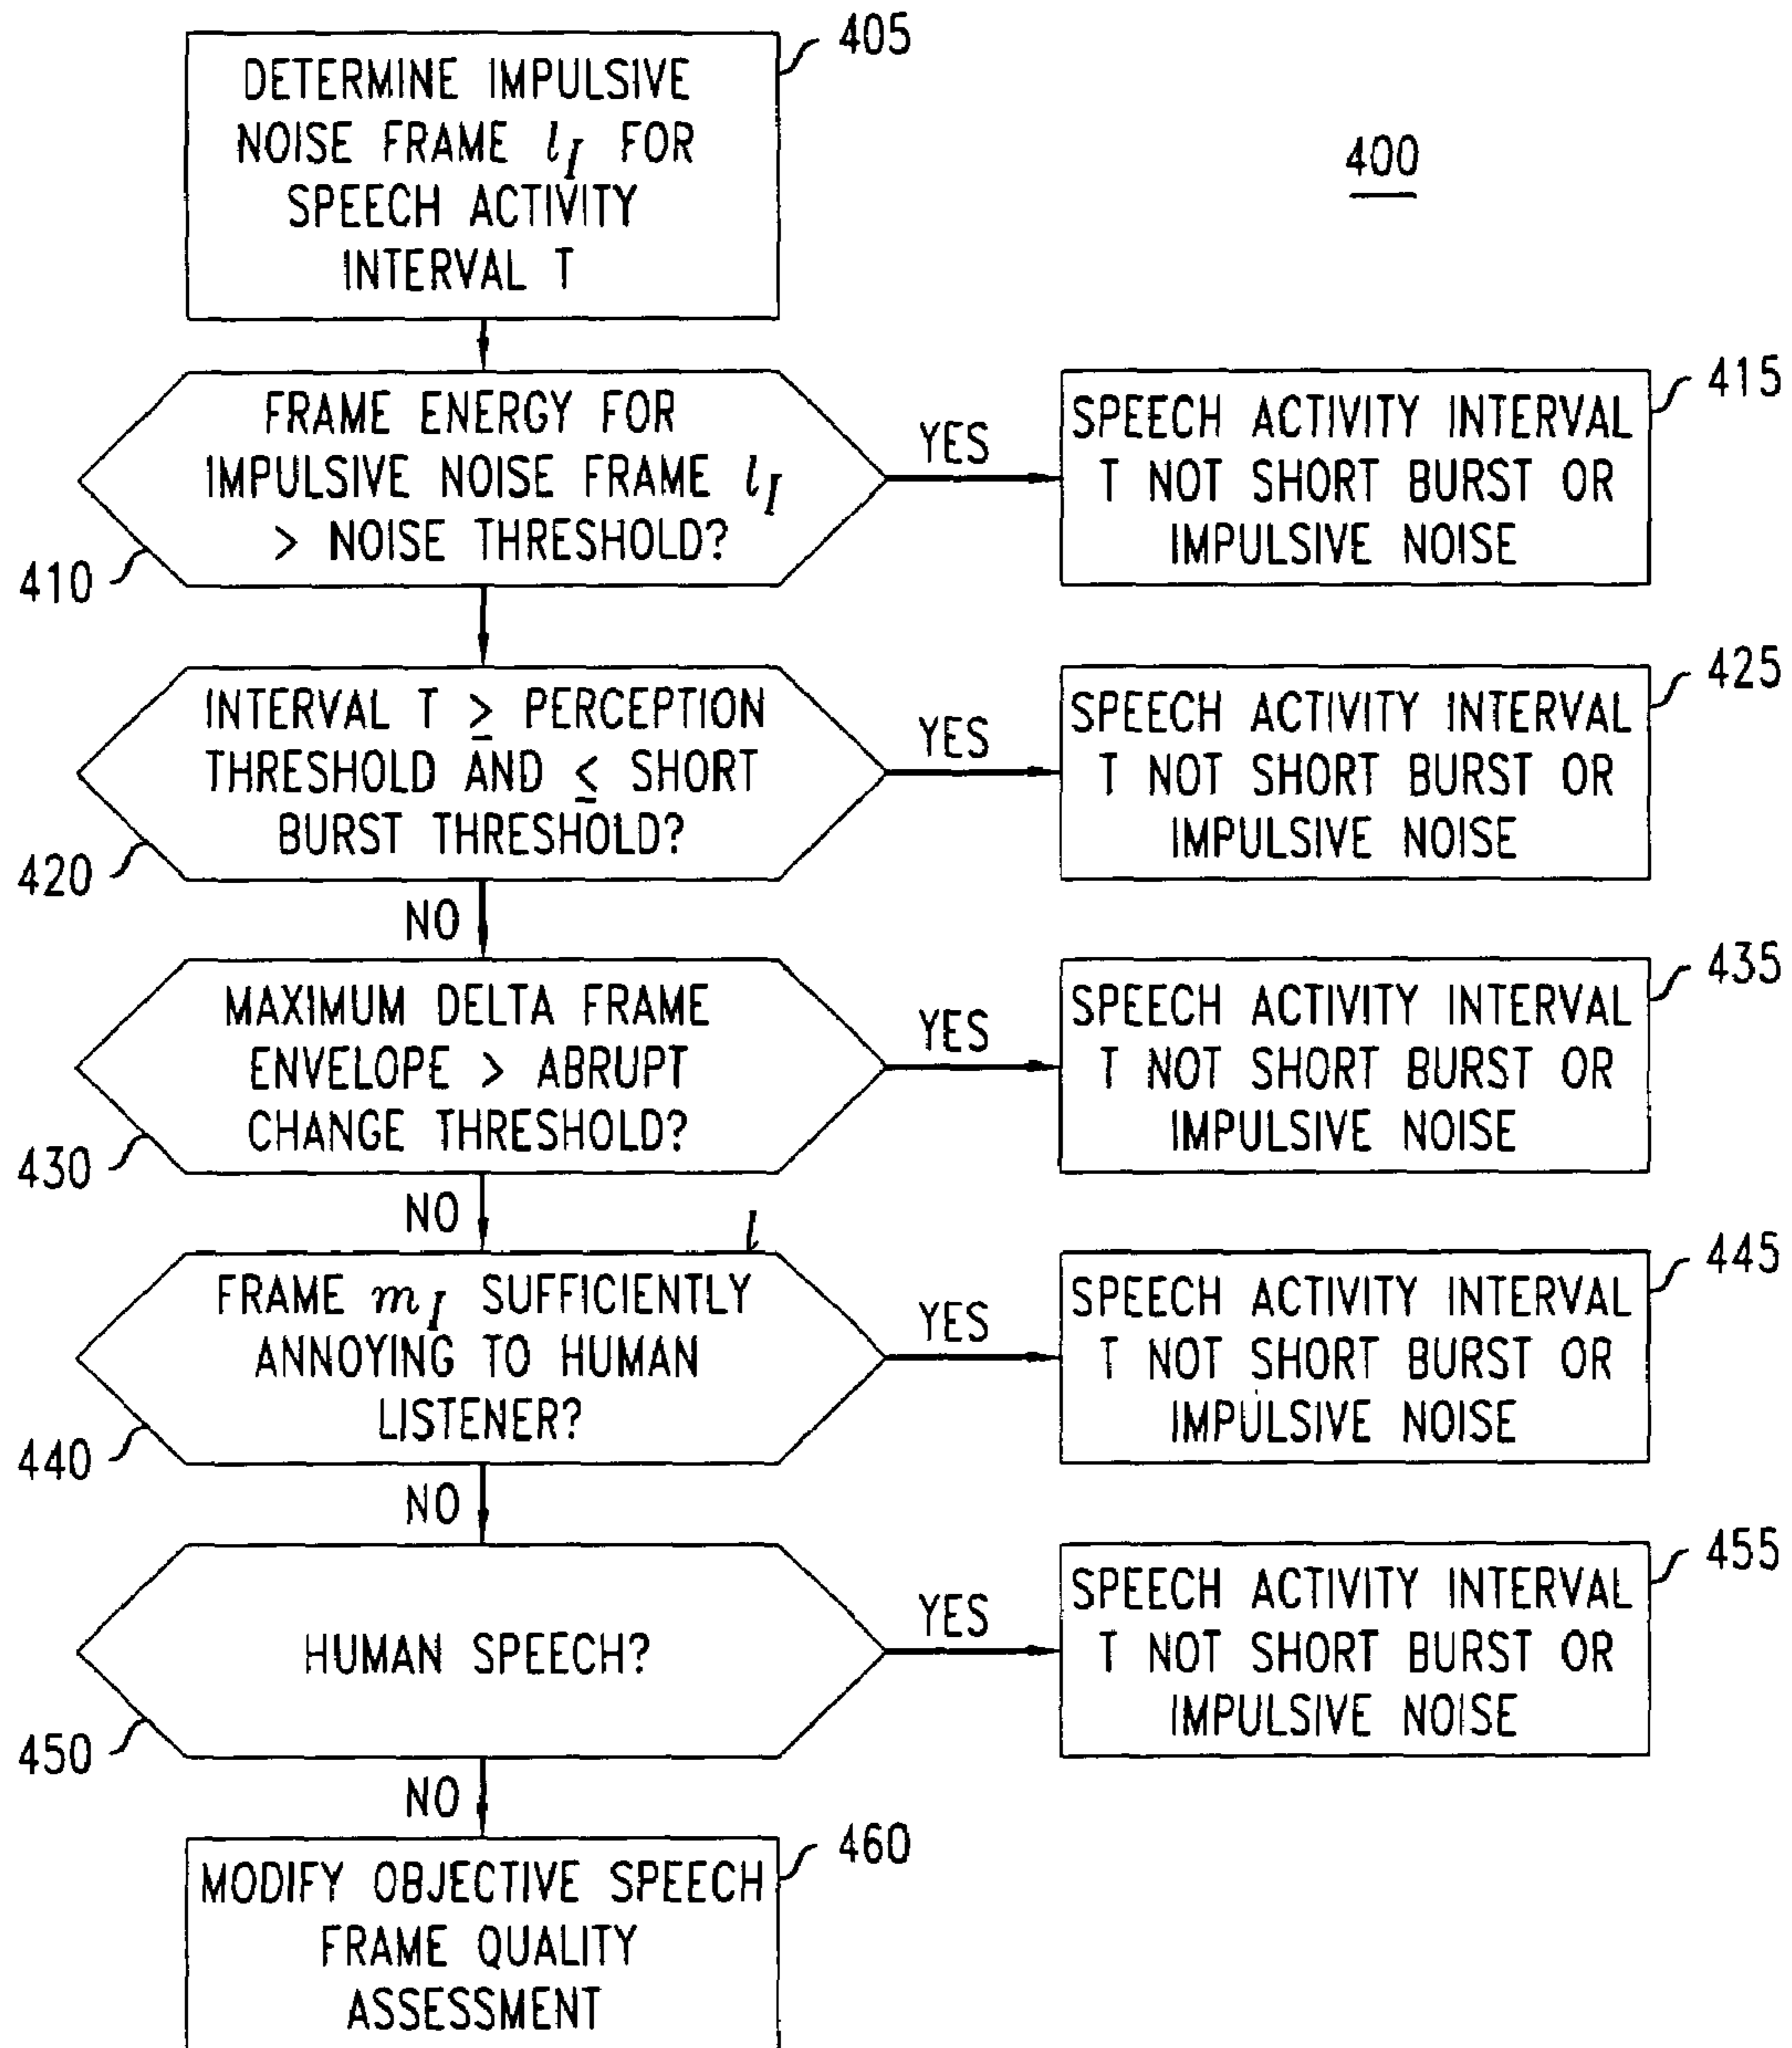 405
DETERMINE IMPULSIVE
NOISE FRAME l_I FOR
SPEECH ACTIVITY
INTERVAL T
400
FRAME ENERGY FOR
IMPULSIVE NOISE FRAME l_I
> NOISE THRESHOLD?
410
YES
415
SPEECH ACTIVITY INTERVAL
T NOT SHORT BURST OR
IMPULSIVE NOISE
INTERVAL T ≥ PERCEPTION
THRESHOLD AND ≤ SHORT
BURST THRESHOLD?
420
YES
425
SPEECH ACTIVITY INTERVAL
T NOT SHORT BURST OR
IMPULSIVE NOISE
NO
MAXIMUM DELTA FRAME
ENVELOPE > ABRUPT
CHANGE THRESHOLD?
430
YES
435
SPEECH ACTIVITY INTERVAL
T NOT SHORT BURST OR
IMPULSIVE NOISE
NO
l
FRAME m_I SUFFICIENTLY
ANNOYING TO HUMAN
LISTENER?
440
YES
445
SPEECH ACTIVITY INTERVAL
T NOT SHORT BURST OR
IMPULSIVE NOISE
NO
HUMAN SPEECH?
450
YES
455
SPEECH ACTIVITY INTERVAL
T NOT SHORT BURST OR
IMPULSIVE NOISE
NO
460
MODIFY OBJECTIVE SPEECH
FRAME QUALITY
ASSESSMENT